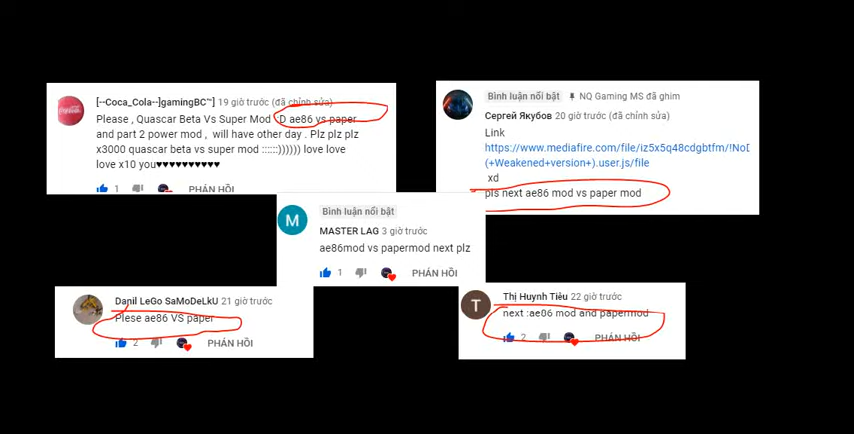 [--Coca_Cola--]gamingBC™] 19 giờ trước (đã chỉnh sửa)
Please , Quascar Beta Vs Super Mod :D ae86 vs paper
and part 2 power mod , will have other day . Plz plz plz
x3000 quascar beta vs super mod ::::::)))))) love love
love x10 you♥♥♥♥♥♥♥♥♥♥
1 PHẢN HỒI
Bình luận nổi bật NQ Gaming MS đã ghim
Сергей Якубов 20 giờ trước (đã chỉnh sửa)
Link
https://www.mediafire.com/file/iz5x5q48cdgbtfm/!NoD
(+Weakened+version+).user.js/file
xd
pls next ae86 mod vs paper mod
M
Bình luận nổi bật
MASTER LAG 3 giờ trước
ae86mod vs papermod next plz
1 PHẢN HỒI
Danil LeGo SaMoDeLkU 21 giờ trước
Plese ae86 VS paper
2 PHẢN HỒI
T
Thị Huynh Tiêu 22 giờ trước
next :ae86 mod and papermod
2 PHẢN HỒI